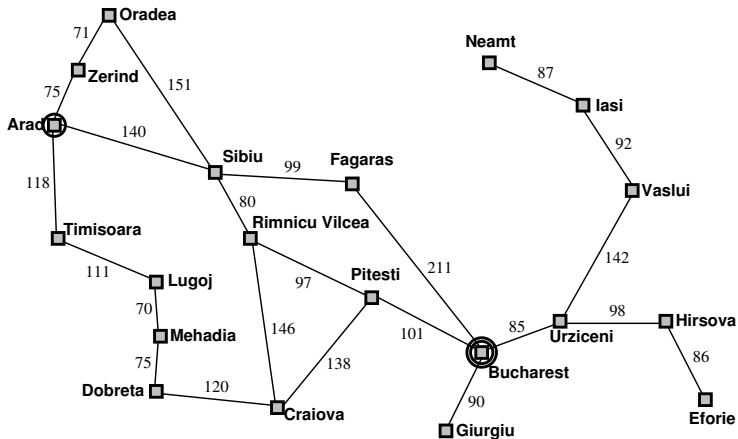 Oradea
71
Neamt
Zerind
87
75
151
Iasi
Arad
140
92
Sibiu
Fagaras
99
118
80
Vaslui
Timisoara
Rimnicu Vilcea
111
142
Lugoj
97
Pitesti
211
70
98
Hirsova
Mehadia
146
101
85
Urziceni
75
138
86
Bucharest
Dobreta
120
90
Craiova
Eforie
Giurgiu